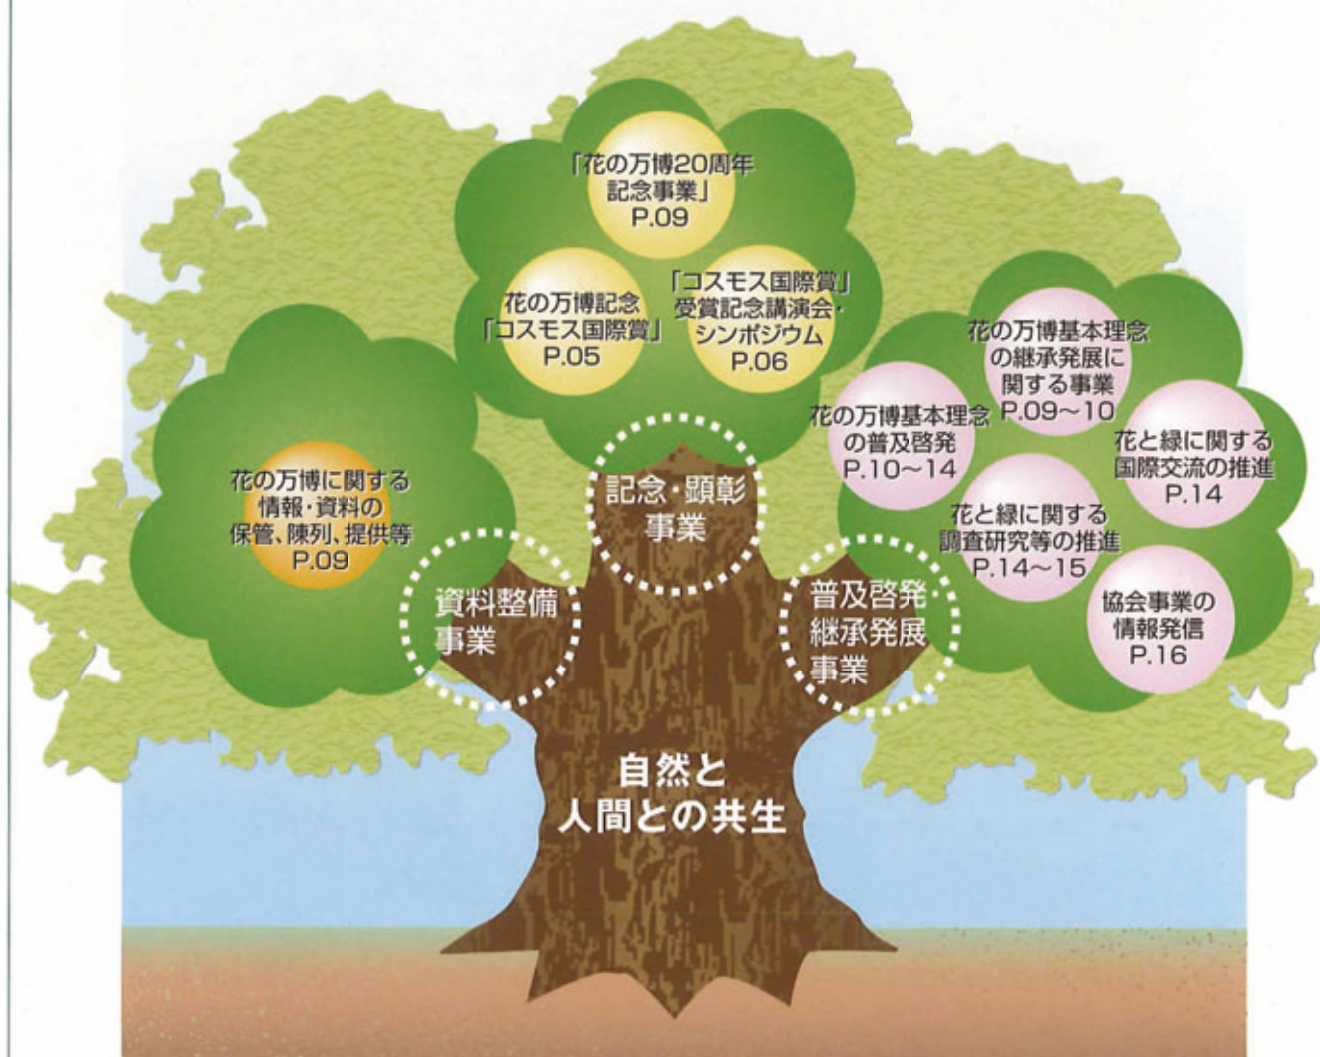 「花の万博20周年
記念事業」
P.09
花の万博記念
「コスモス国際賞」
P.05
「コスモス国際賞」
受賞記念講演会・
シンポジウム
P.06
花の万博に関する
情報・資料の
保管、陳列、提供等
P.09
花の万博基本理念
の継承発展に
関する事業
P.09〜10
花の万博基本理念
の普及啓発
P.10〜14
花と緑に関する
国際交流の推進
P.14
花と緑に関する
調査研究等の推進
P.14〜15
協会事業の
情報発信
P.16
記念・顕彰
事業
資料整備
事業
普及啓発・
継承発展
事業
自然と
人間との共生